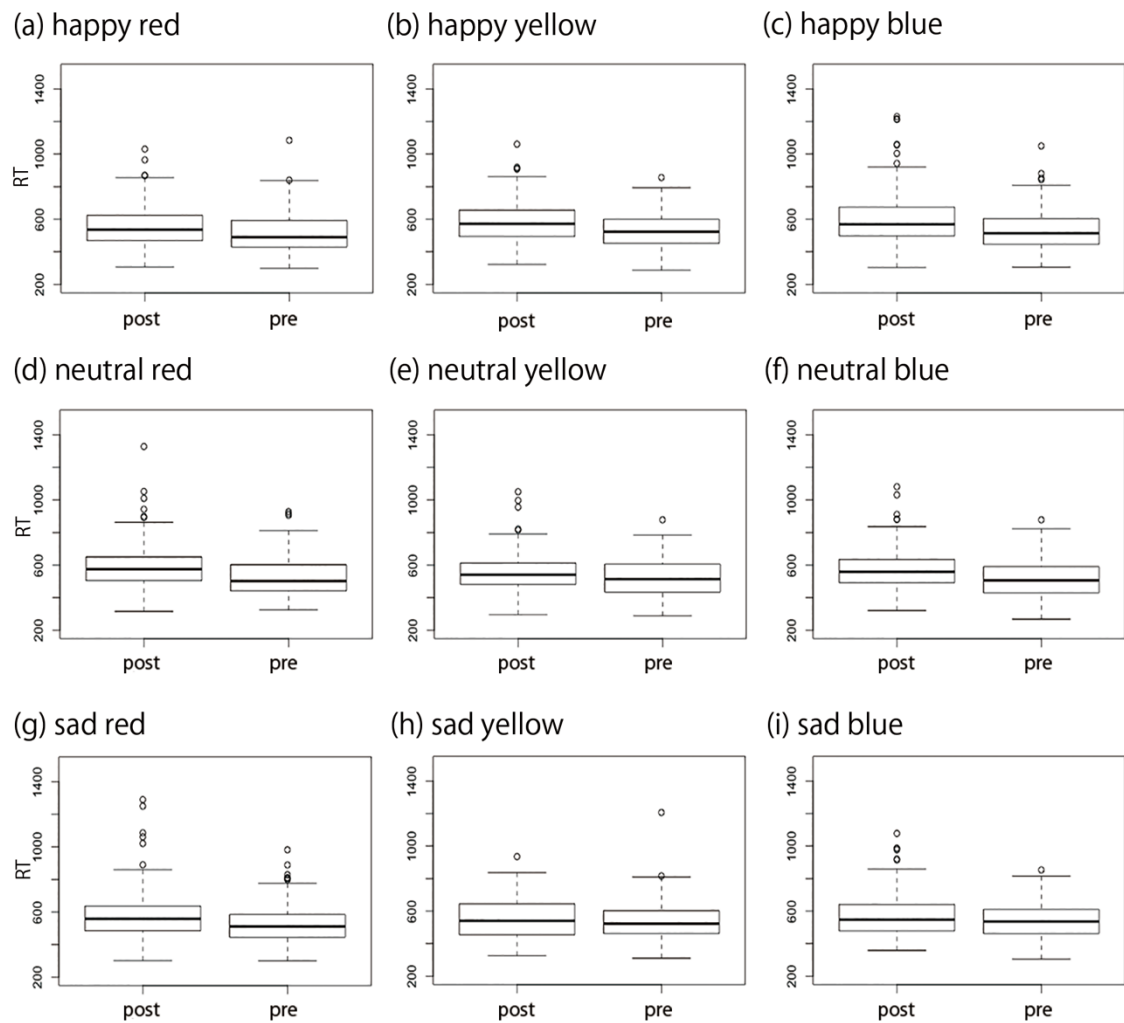 (a) happy red
(b) happy yellow
(c) happy blue
RT
1400
1000
600
200
post
pre
1400
1000
600
200
post
pre
1400
1000
600
200
post
pre
(d) neutral red
(e) neutral yellow
(f) neutral blue
RT
1400
1000
600
200
post
pre
1400
1000
600
200
post
pre
1400
1000
600
200
post
pre
(g) sad red
(h) sad yellow
(i) sad blue
RT
1400
1000
600
200
post
pre
1400
1000
600
200
post
pre
1400
1000
600
200
post
pre